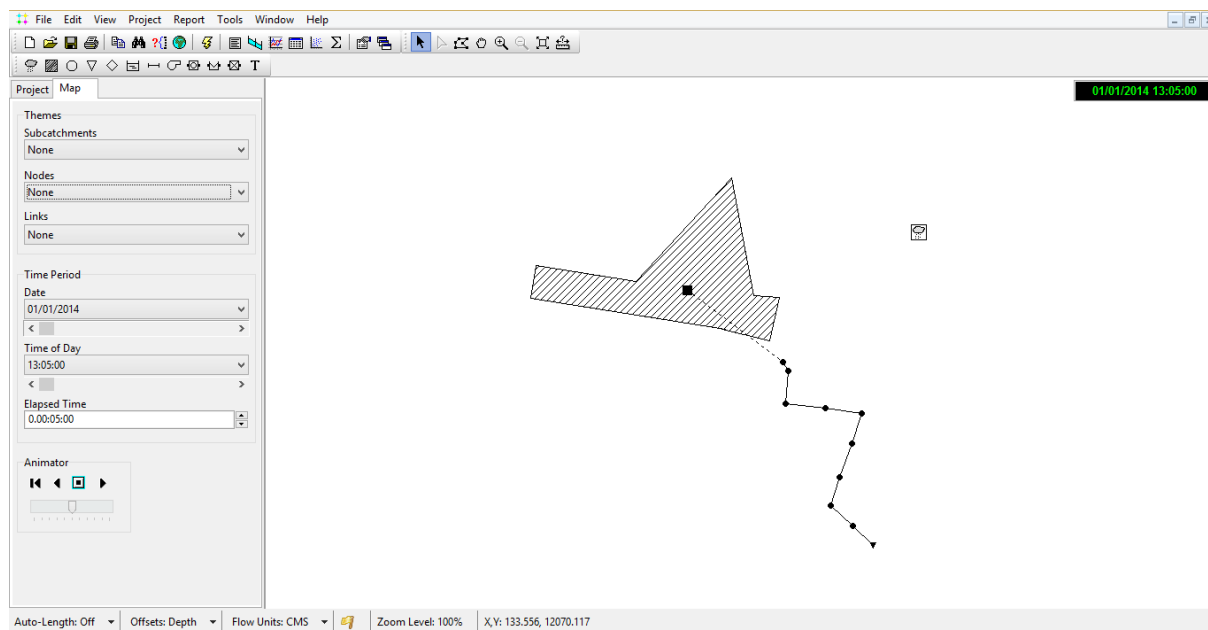 File Edit View Project Report Tools Window Help
T
Project Map
01/01/2014 13:05:00
Themes
Subcatchments
None
Nodes
None
Links
None
Time Period
Date
01/01/2014
Time of Day
13:05:00
Elapsed Time
0.00:05:00
Animator
Auto-Length: Off Offsets: Depth Flow Units: CMS Zoom Level: 100% X,Y: 133.556, 12070.117